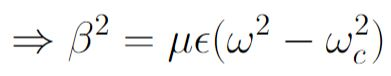 ⇒ β² = μϵ(ω² − ω_c²)